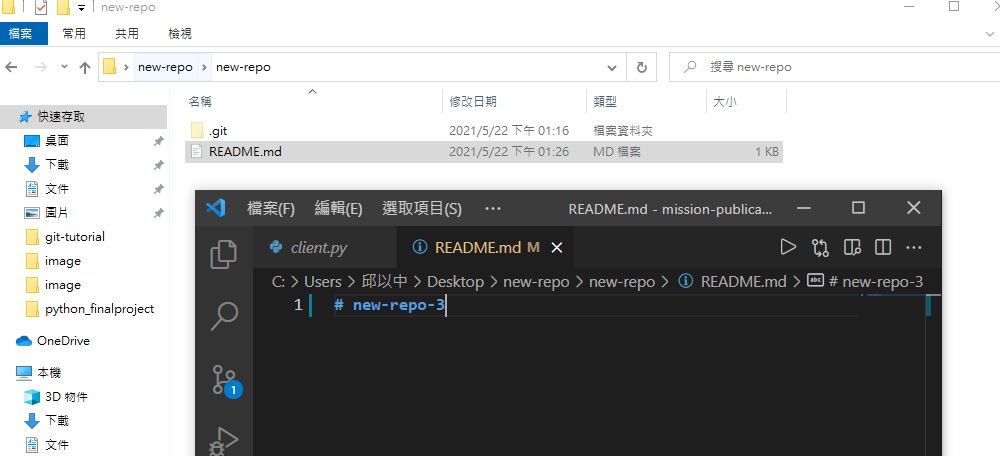 new-repo
檔案 常用 共用 檢視
new-repo new-repo 搜尋 new-repo
名稱 修改日期 類型 大小
快速存取
.git 2021/5/22 下午 01:16 檔案資料夾
桌面
README.md 2021/5/22 下午 01:26 MD 檔案 1 KB
下載
文件
圖片
git-tutorial
image
image
python_finalproject
OneDrive
本機
3D 物件
下載
文件
檔案(F) 編輯(E) 選取項目(S) ··· README.md - mission-publica...
client.py README.md M
C: > Users > 邱以中 > Desktop > new-repo > new-repo > README.md > # new-repo-3
1 # new-repo-3
1